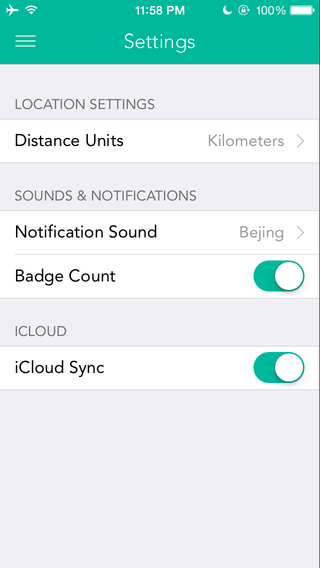 11:58 PM
100%
Settings
LOCATION SETTINGS
Distance Units Kilometers
SOUNDS & NOTIFICATIONS
Notification Sound Bejing
Badge Count
ICLOUD
iCloud Sync